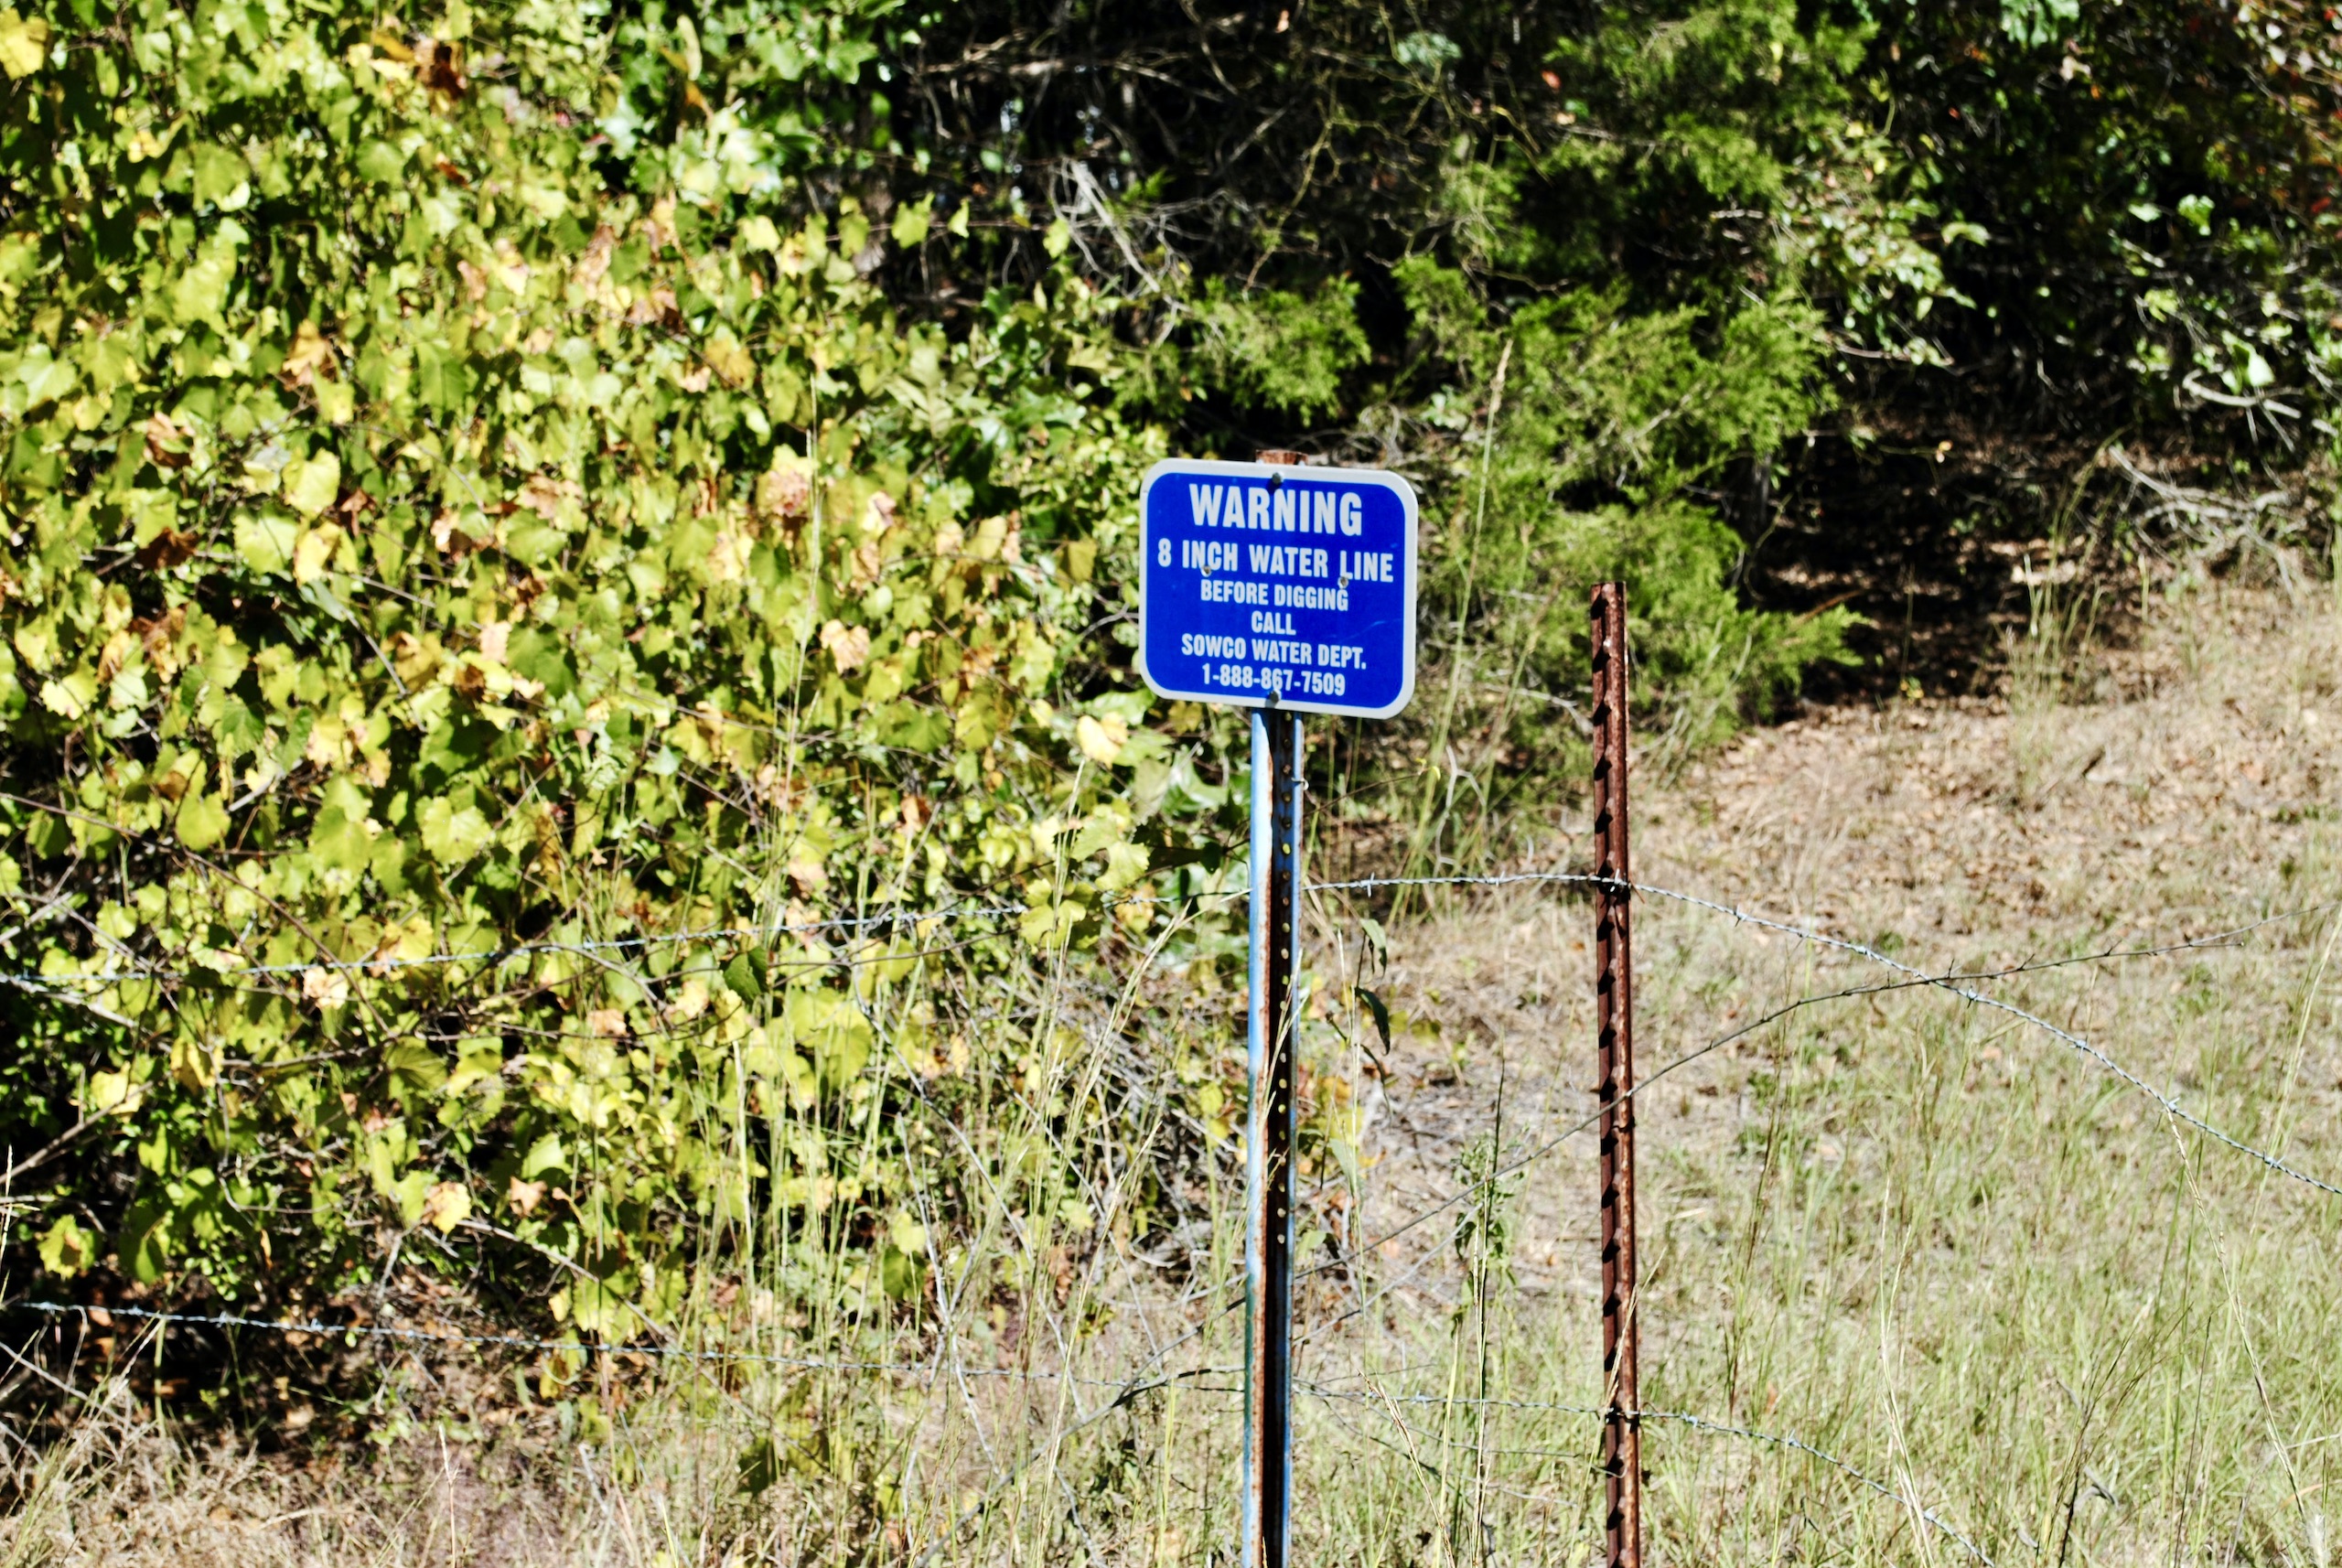 WARNING
8 INCH WATER LINE
BEFORE DIGGING
CALL
SOWCO WATER DEPT.
1-888-867-7509